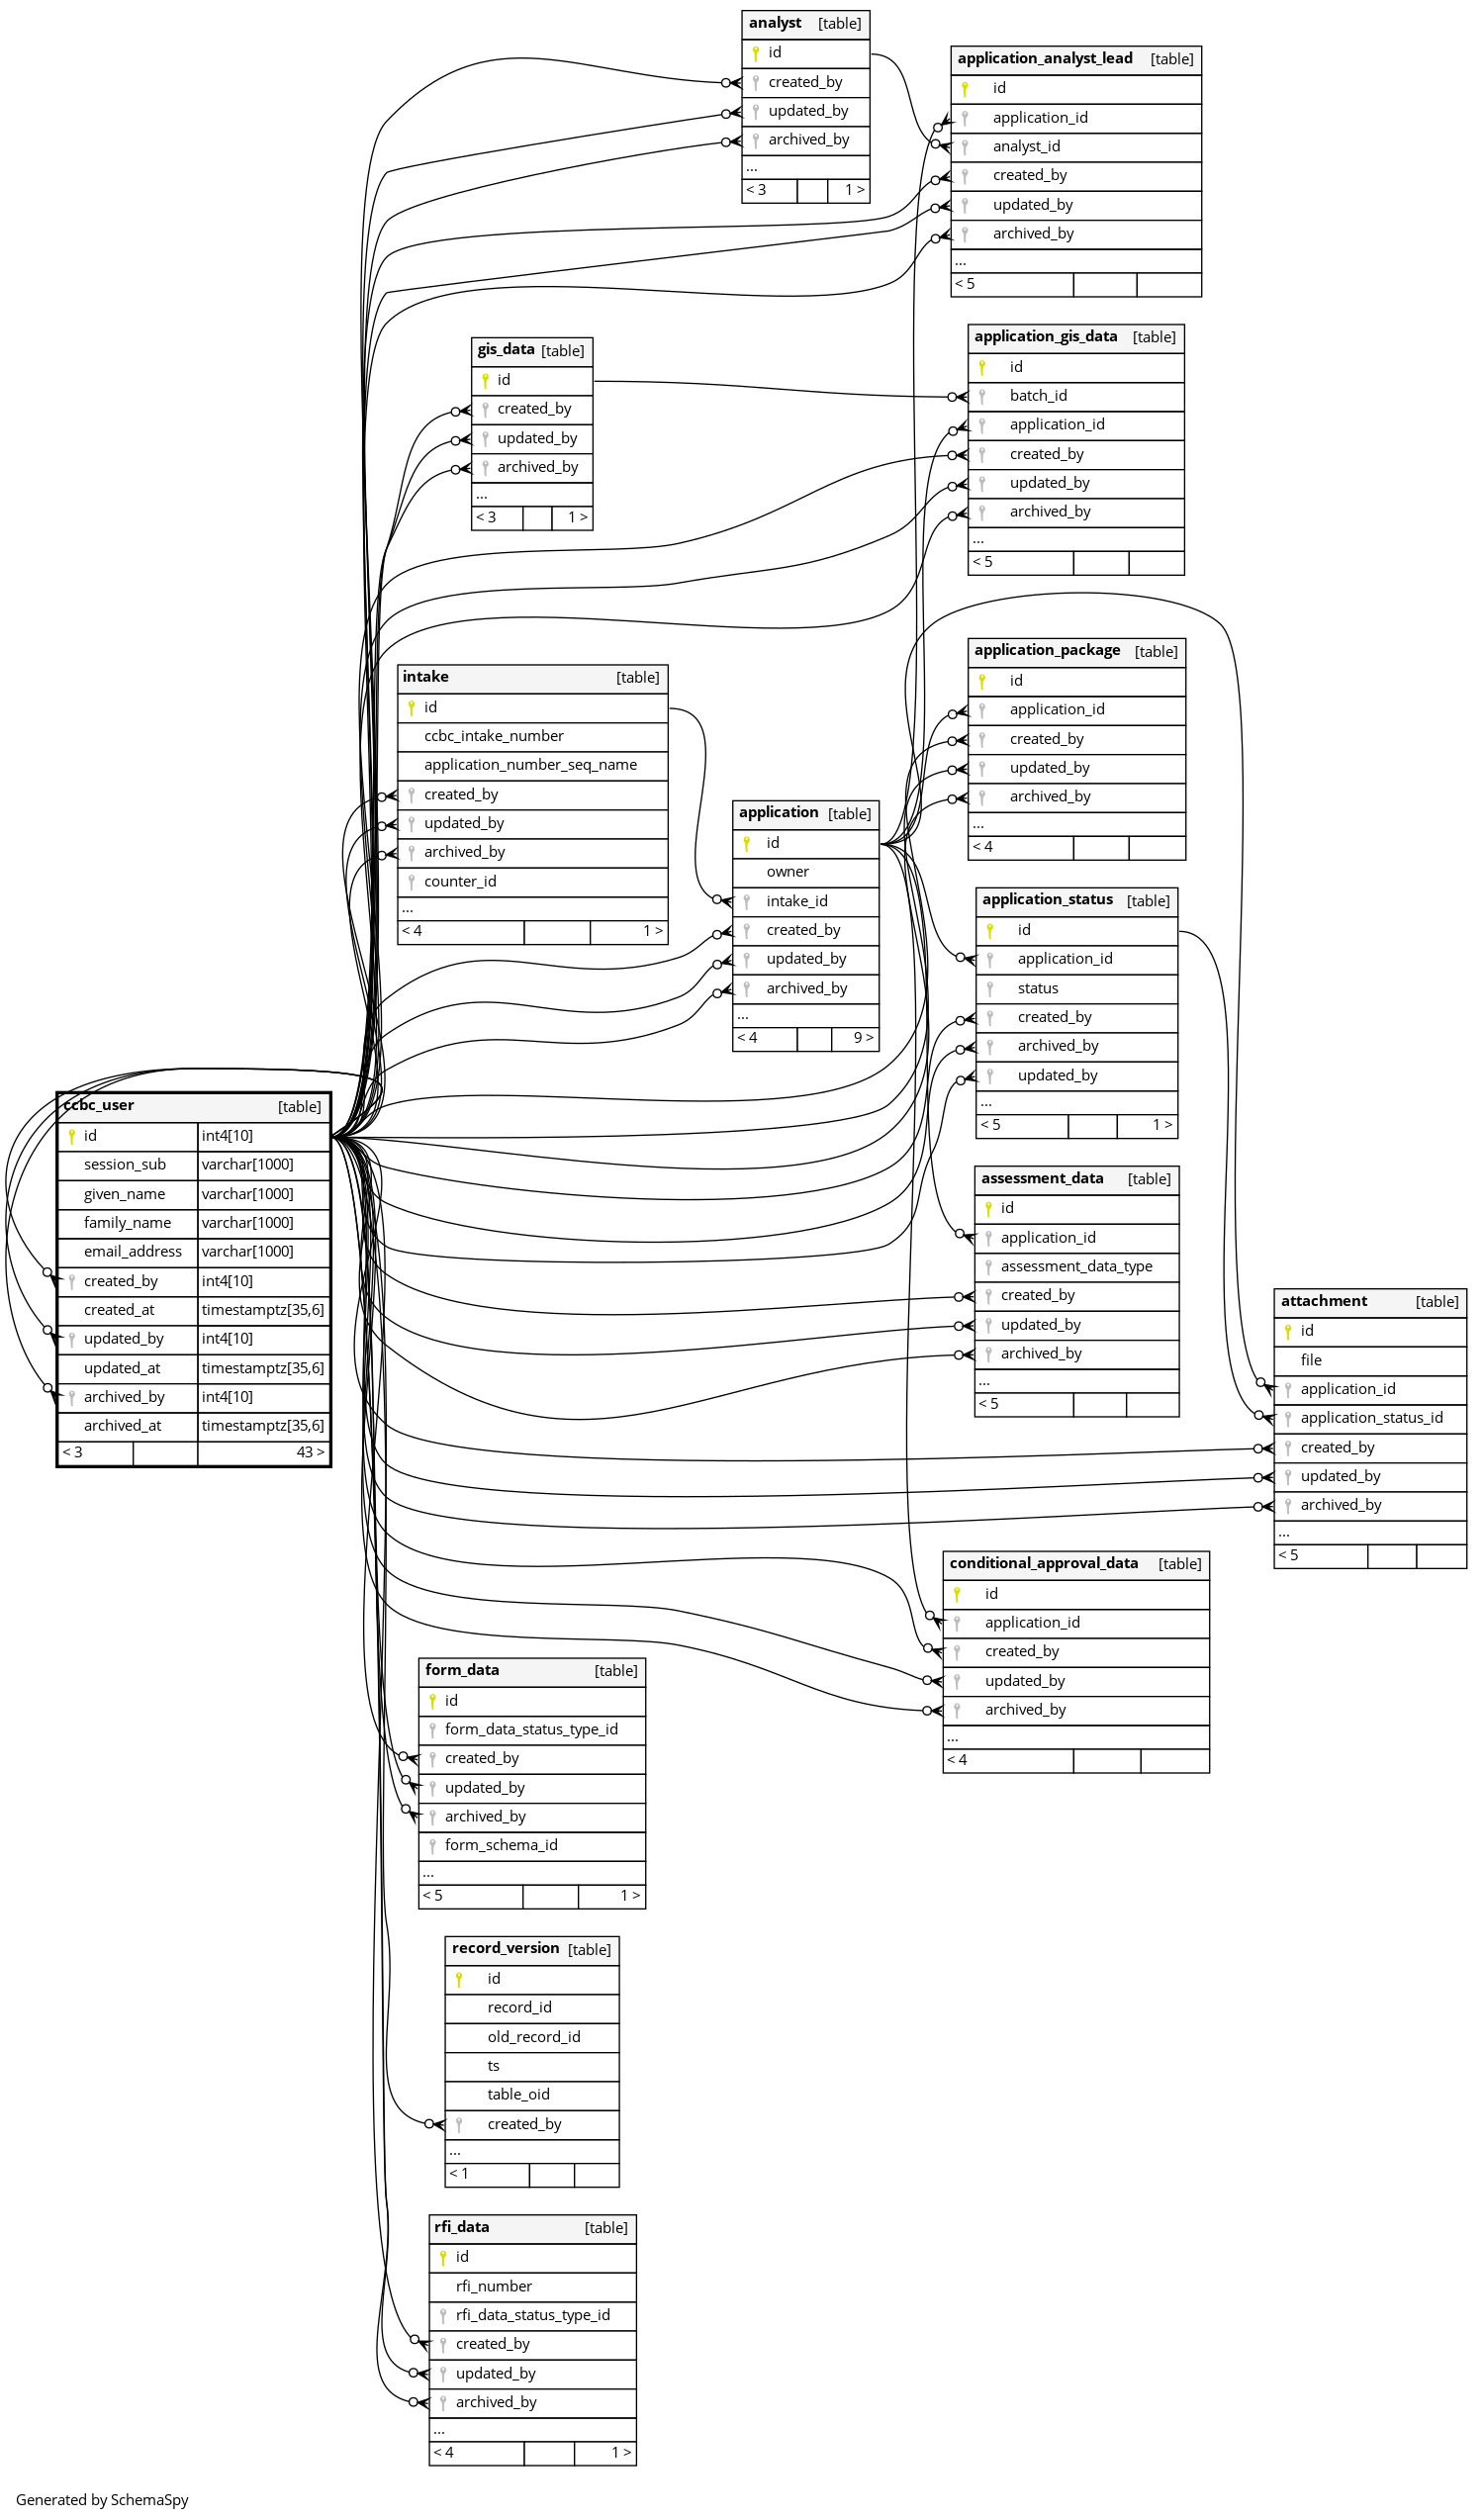 analyst [table]
id
created_by
updated_by
archived_by
...
< 3 1 >
application_analyst_lead [table]
id
application_id
analyst_id
created_by
updated_by
archived_by
...
< 5
gis_data [table]
id
created_by
updated_by
archived_by
...
< 3 1 >
application_gis_data [table]
id
batch_id
application_id
created_by
updated_by
archived_by
...
< 5
intake [table]
id
ccbc_intake_number
application_number_seq_name
created_by
updated_by
archived_by
counter_id
...
< 4 1 >
application_package [table]
id
application_id
created_by
updated_by
archived_by
...
< 4
application [table]
id
owner
intake_id
created_by
updated_by
archived_by
...
< 4 9 >
application_status [table]
id
application_id
status
created_by
archived_by
updated_by
...
< 5 1 >
ccbc_user [table]
id int4[10]
session_sub varchar[1000]
given_name varchar[1000]
family_name varchar[1000]
email_address varchar[1000]
created_by int4[10]
created_at timestamptz[35,6]
updated_by int4[10]
updated_at timestamptz[35,6]
archived_by int4[10]
archived_at timestamptz[35,6]
< 3 43 >
assessment_data [table]
id
application_id
assessment_data_type
created_by
updated_by
archived_by
...
< 5
attachment [table]
id
file
application_id
application_status_id
created_by
updated_by
archived_by
...
< 5
conditional_approval_data [table]
id
application_id
created_by
updated_by
archived_by
...
< 4
form_data [table]
id
form_data_status_type_id
created_by
updated_by
archived_by
form_schema_id
...
< 5 1 >
record_version [table]
id
record_id
old_record_id
ts
table_oid
created_by
...
< 1
rfi_data [table]
id
rfi_number
rfi_data_status_type_id
created_by
updated_by
archived_by
...
< 4 1 >
Generated by SchemaSpy